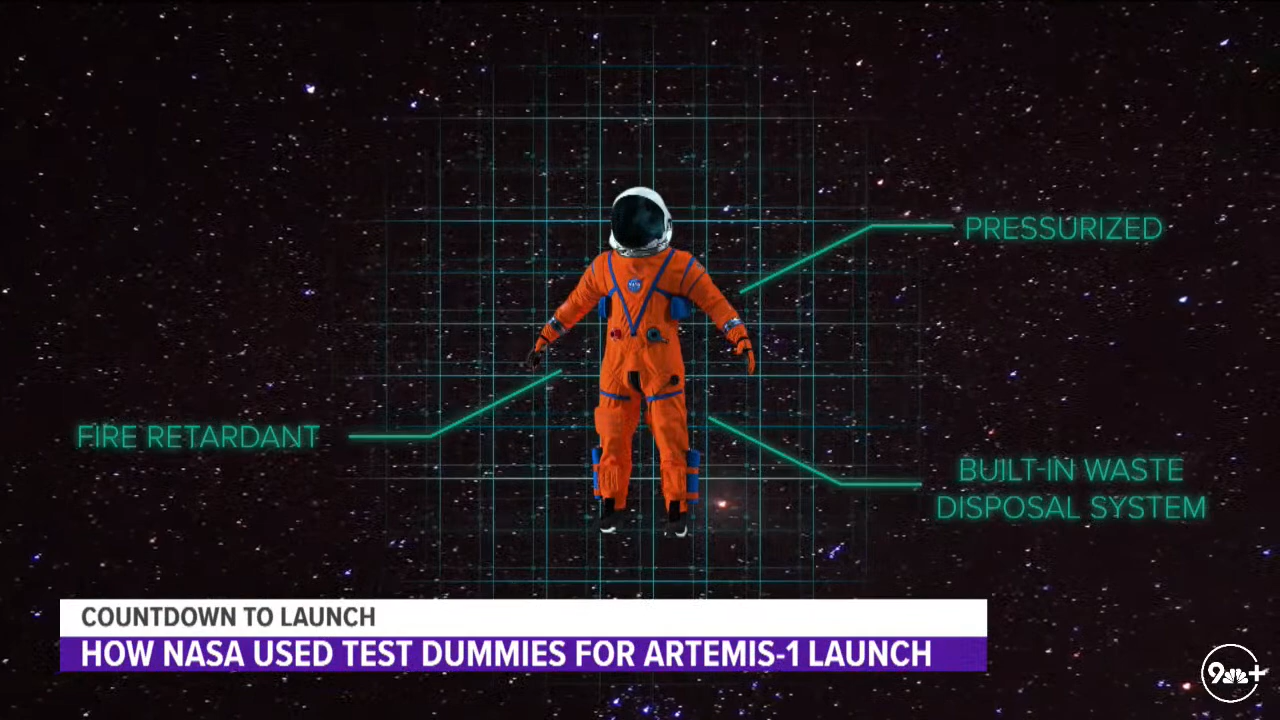 PRESSURIZED
FIRE RETARDANT
BUILT-IN WASTE
DISPOSAL SYSTEM
COUNTDOWN TO LAUNCH
HOW NASA USED TEST DUMMIES FOR ARTEMIS-1 LAUNCH
9+